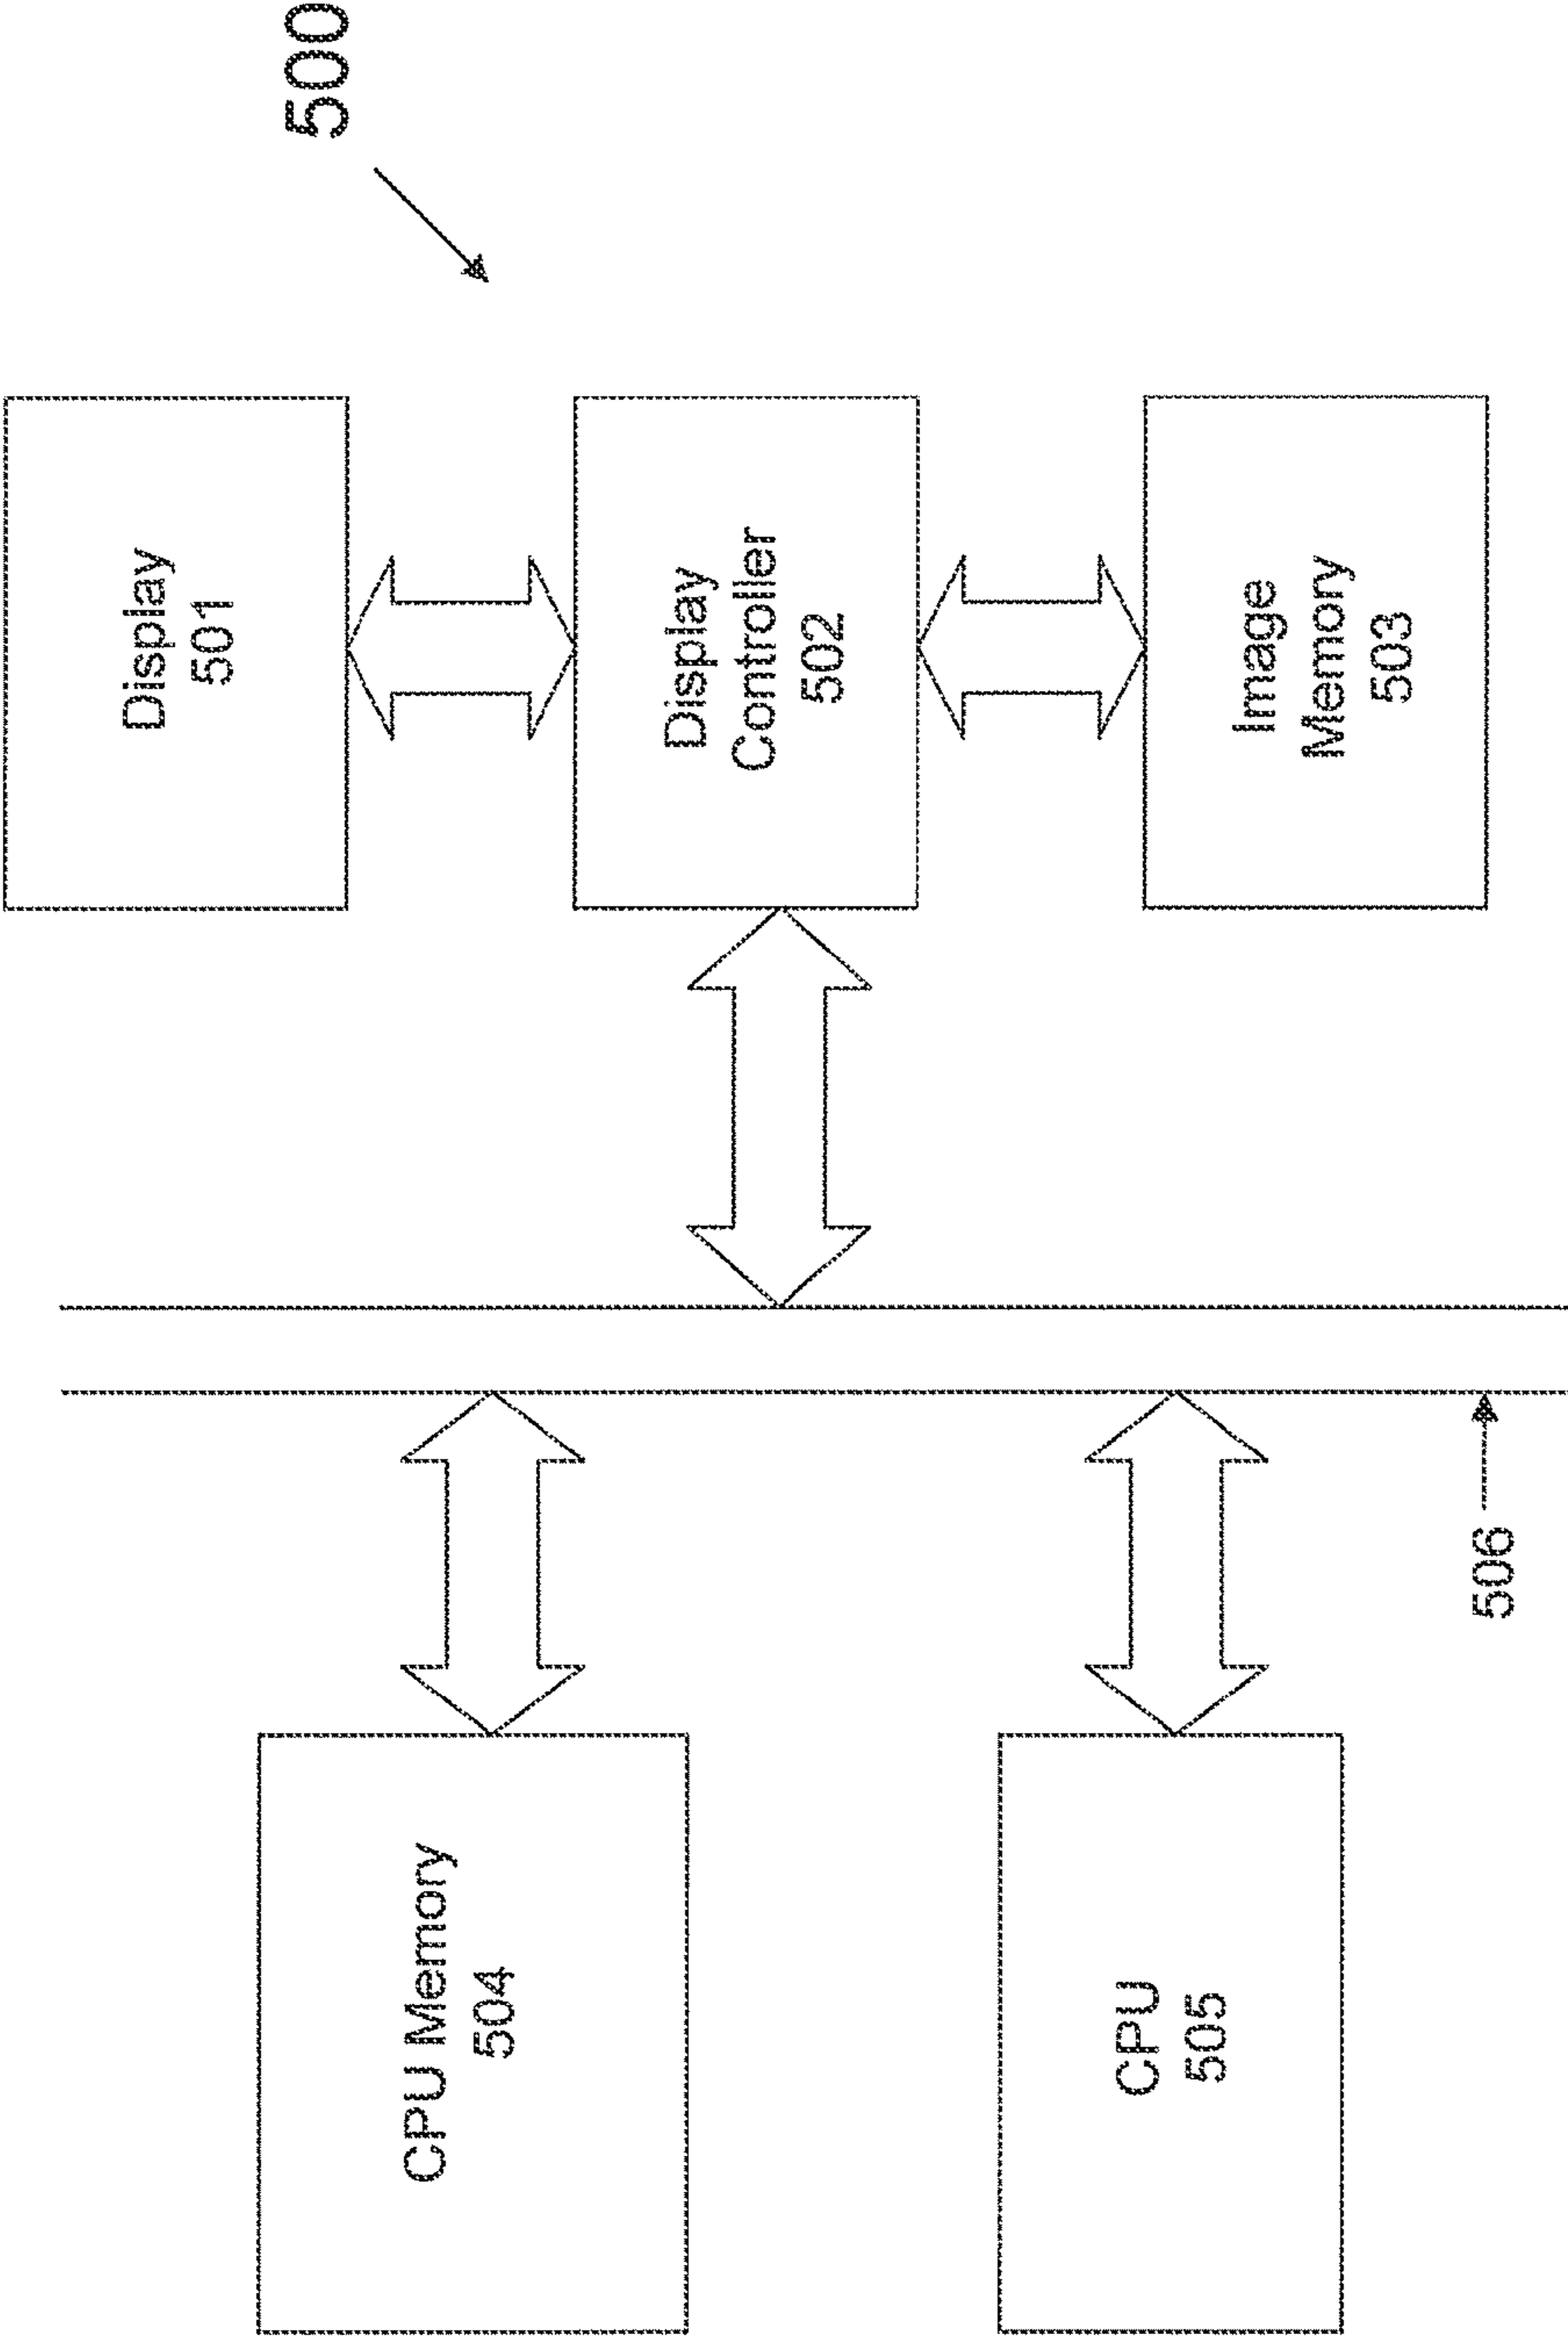 500
Display
501
Display
Controller
502
Image
Memory
503
CPU Memory
504
CPU
505
506